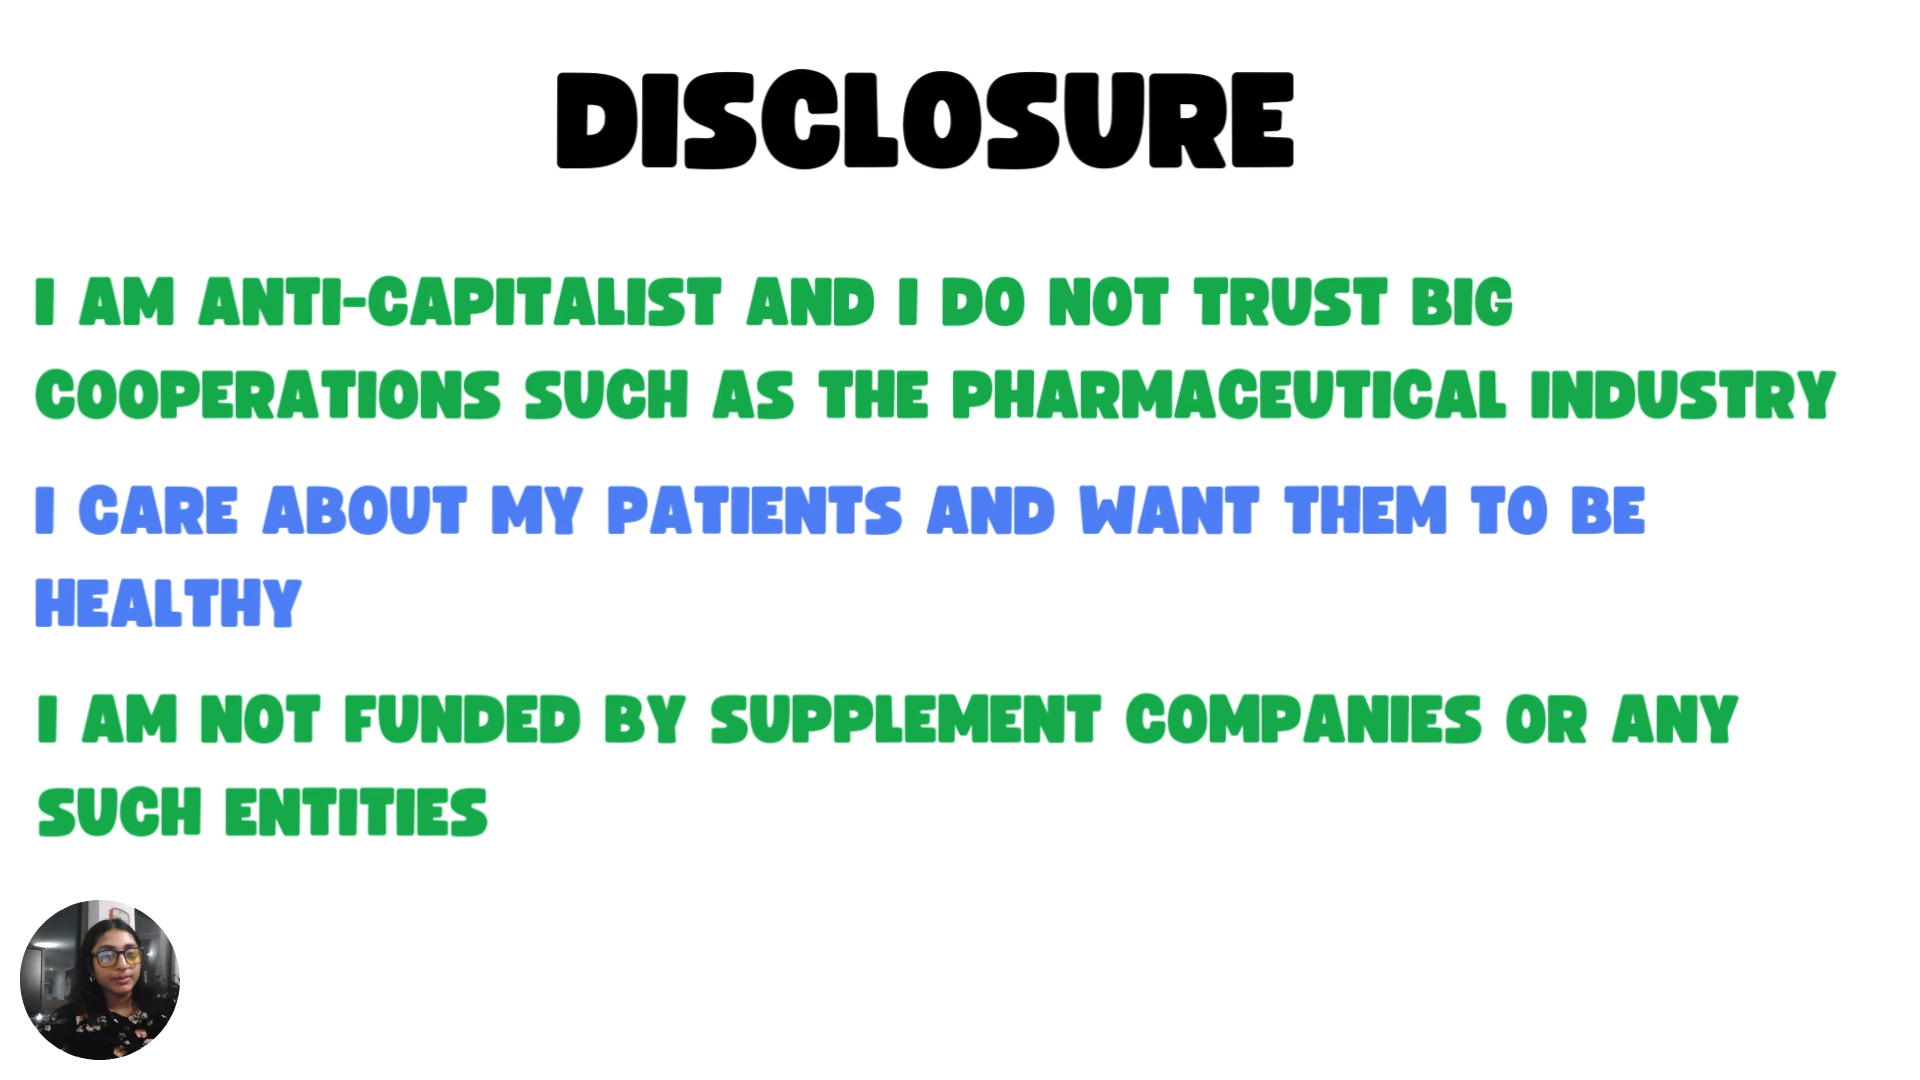 DISCLOSURE
I AM ANTI-CAPITALIST AND I DO NOT TRUST BIG
COOPERATIONS SUCH AS THE PHARMACEUTICAL INDUSTRY
I CARE ABOUT MY PATIENTS AND WANT THEM TO BE
HEALTHY
I AM NOT FUNDED BY SUPPLEMENT COMPANIES OR ANY
SUCH ENTITIES